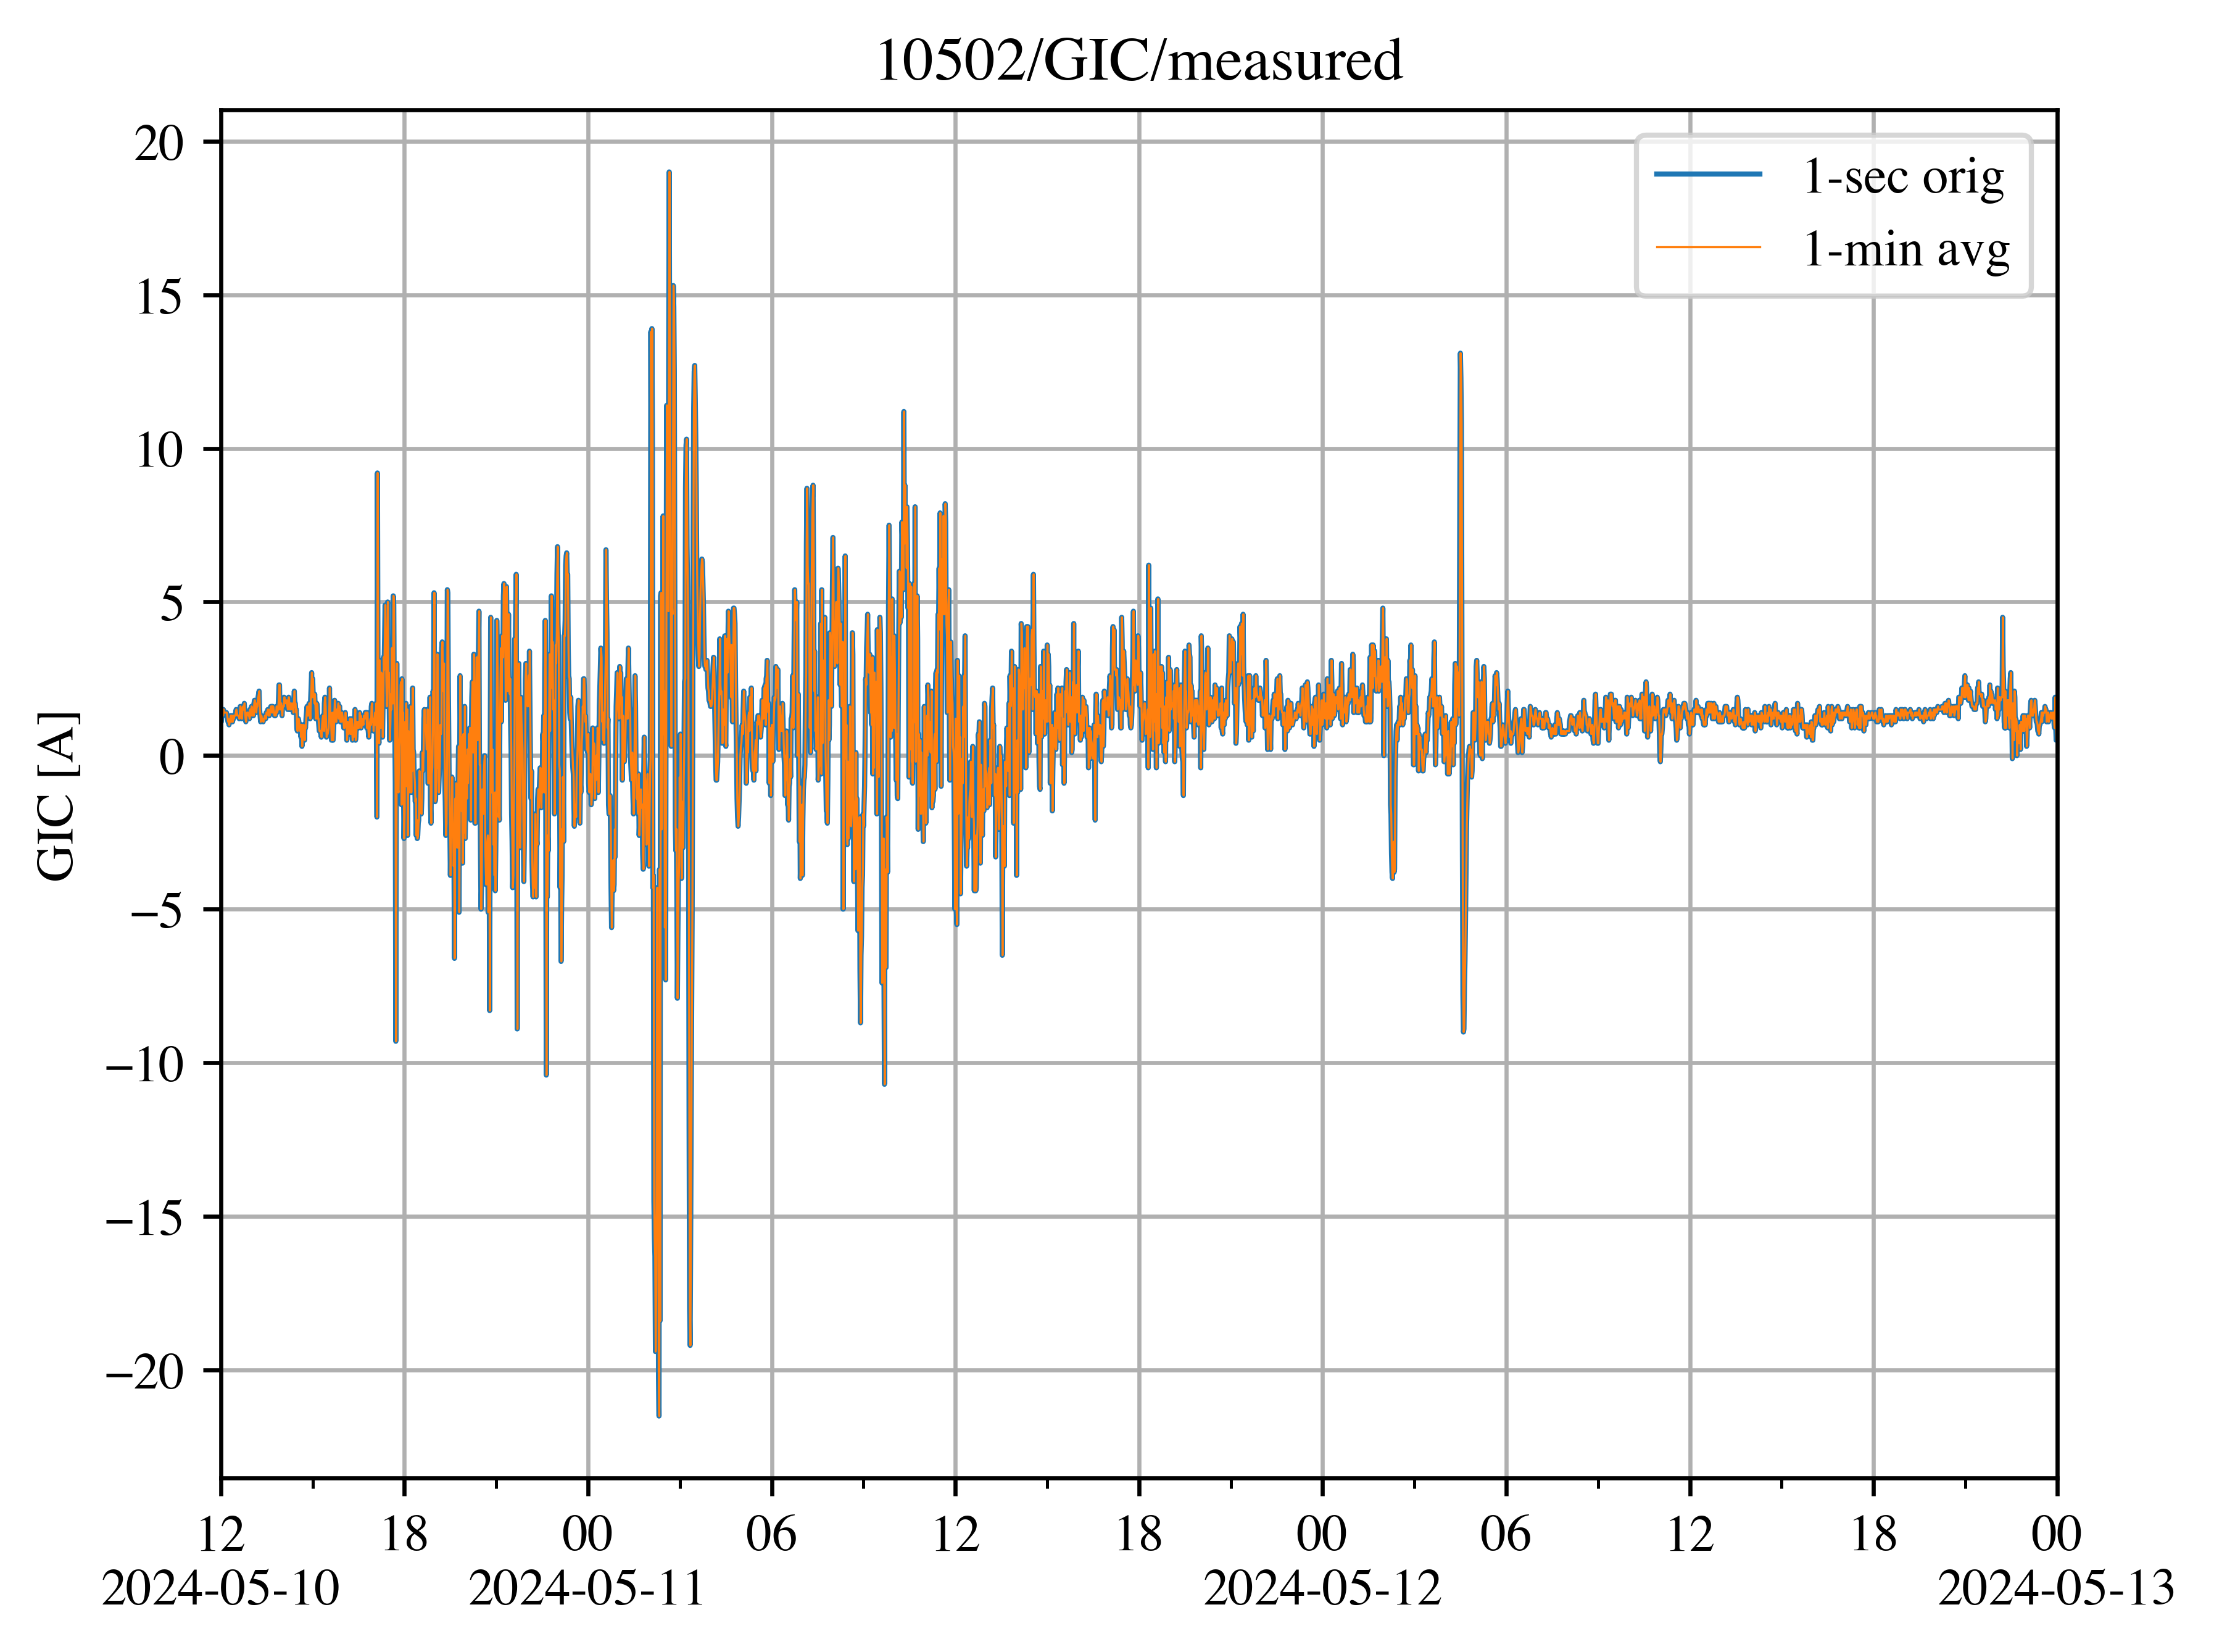 10502/GIC/measured
20
15
10
5
0
−5
−10
−15
−20
GIC [A]
1-sec orig
1-min avg
12 18 00 06 12 18 00 06 12 18 00
2024-05-10 2024-05-11 2024-05-12 2024-05-13